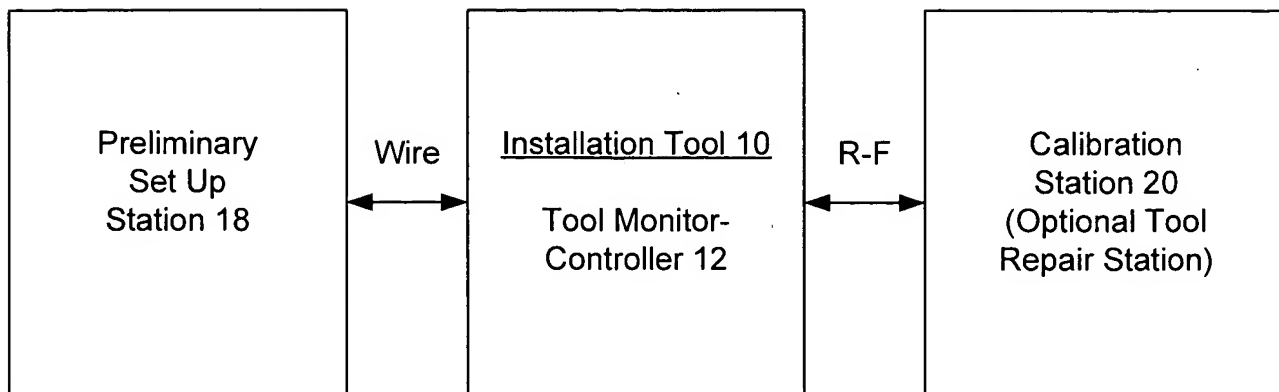 Preliminary
Set Up
Station 18
Wire
Installation Tool 10
Tool Monitor-
Controller 12
R-F
Calibration
Station 20
(Optional Tool
Repair Station)